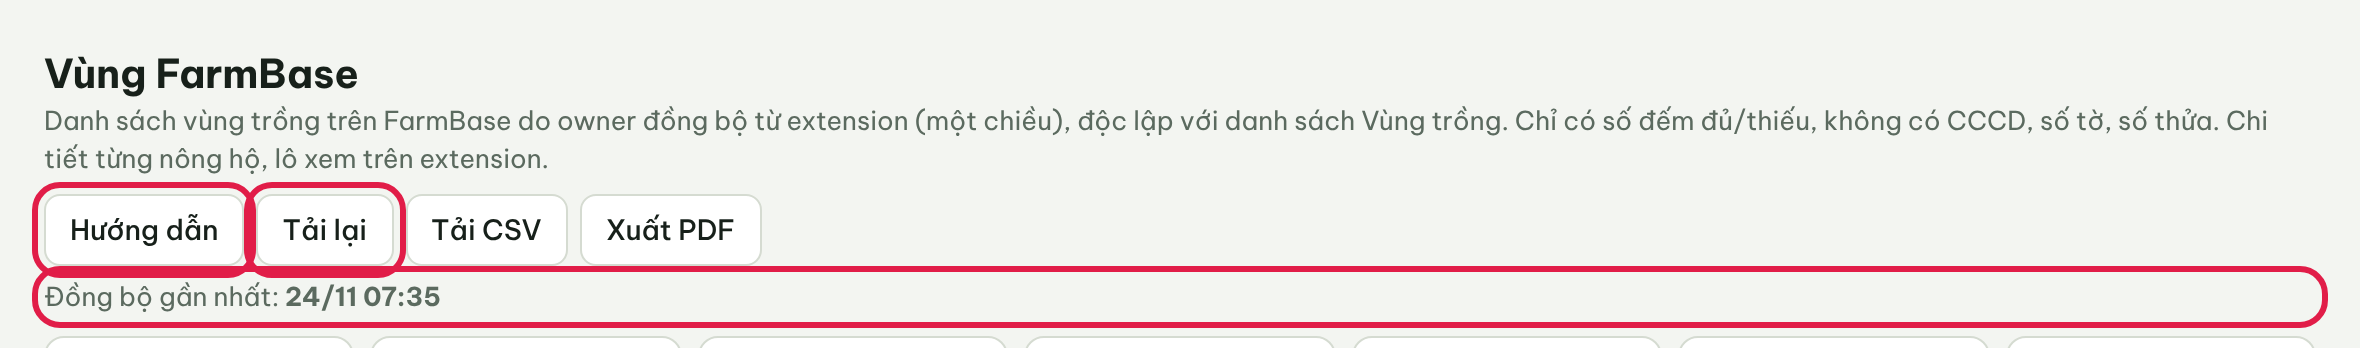 Vùng FarmBase
Danh sách vùng trồng trên FarmBase do owner đồng bộ từ extension (một chiều), độc lập với danh sách Vùng trồng. Chỉ có số đếm đủ/thiếu, không có CCCD, số tờ, số thửa. Chi
tiết từng nông hộ, lô xem trên extension.
Hướng dẫn Tải lại Tải CSV Xuất PDF
Đồng bộ gần nhất: 24/11 07:35